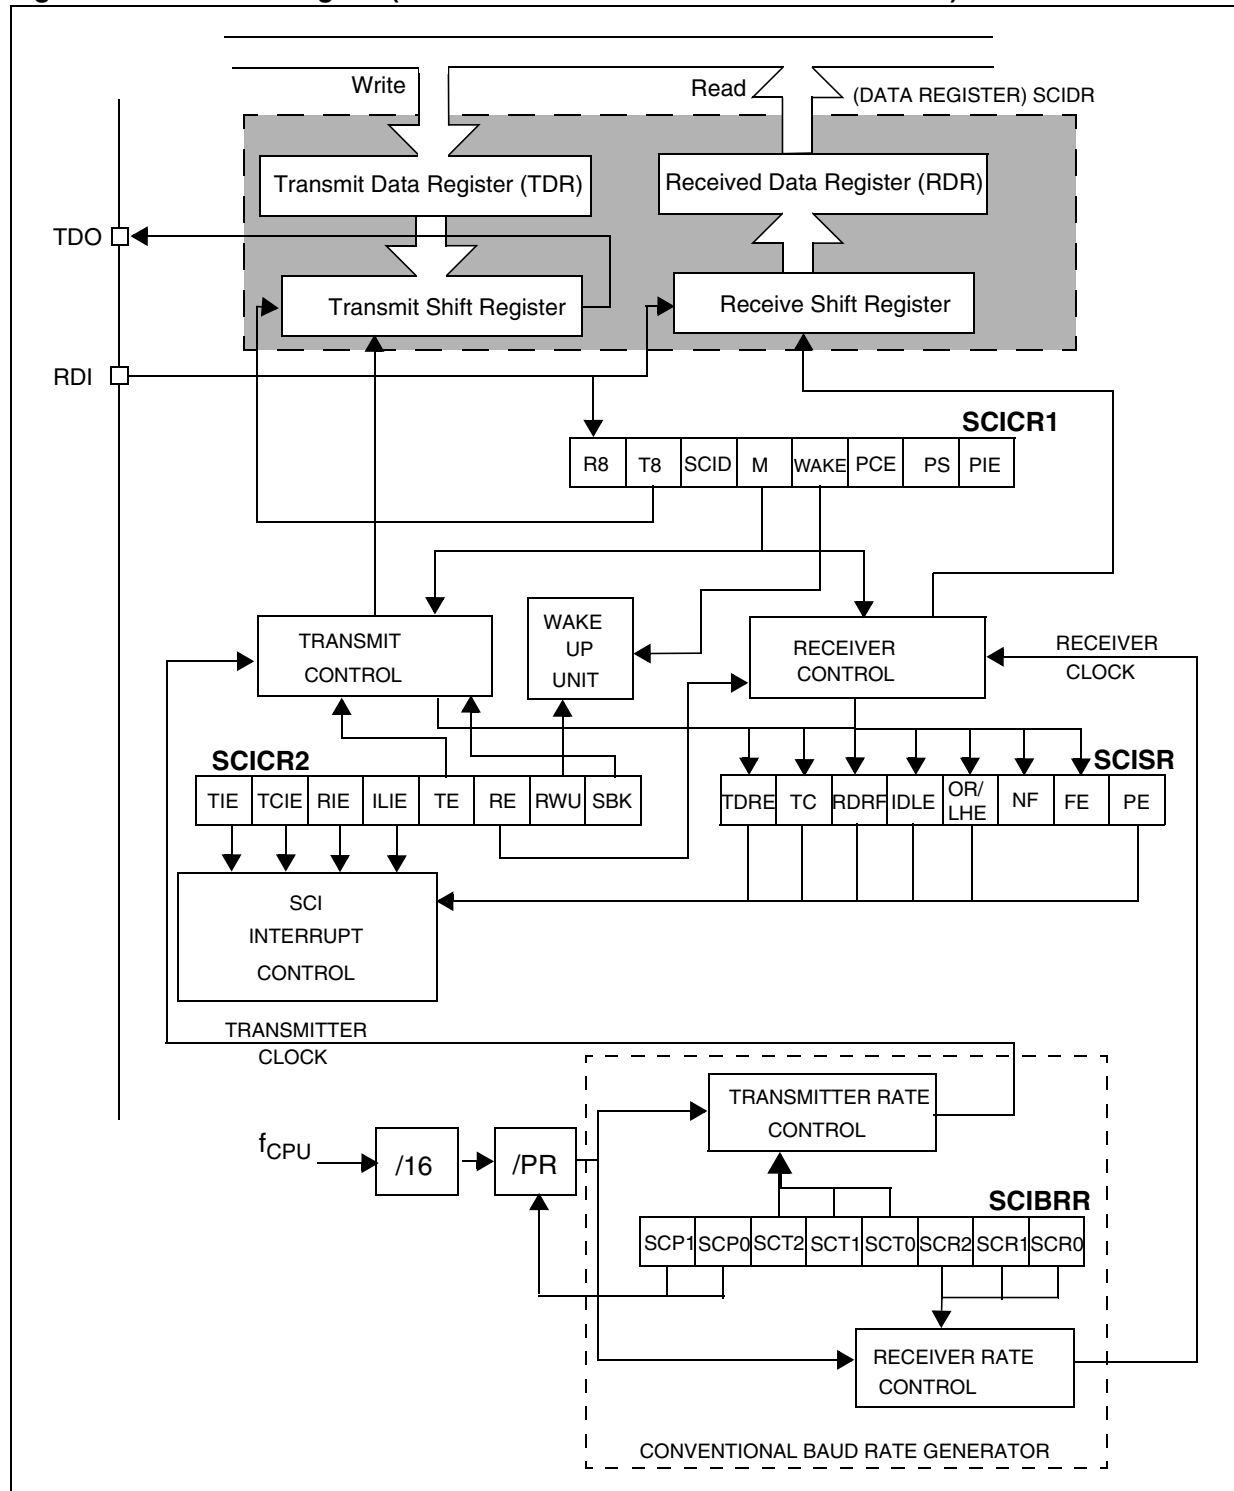 Write
Read
(DATA REGISTER) SCIDR
Transmit Data Register (TDR)
Received Data Register (RDR)
TDO
Transmit Shift Register
Receive Shift Register
RDI
SCICR1
R8 T8 SCID M WAKE PCE PS PIE
TRANSMIT
CONTROL
WAKE
UP
UNIT
RECEIVER
CONTROL
RECEIVER
CLOCK
SCICR2
SCISR
TIE TCIE RIE ILIE TE RE RWU SBK
TDRE TC RDRF IDLE OR/ LHE NF FE PE
SCI
INTERRUPT
CONTROL
TRANSMITTER
CLOCK
TRANSMITTER RATE
CONTROL
fCPU
/16
/PR
SCIBRR
SCP1 SCP0 SCT2 SCT1 SCT0 SCR2 SCR1 SCR0
RECEIVER RATE
CONTROL
CONVENTIONAL BAUD RATE GENERATOR